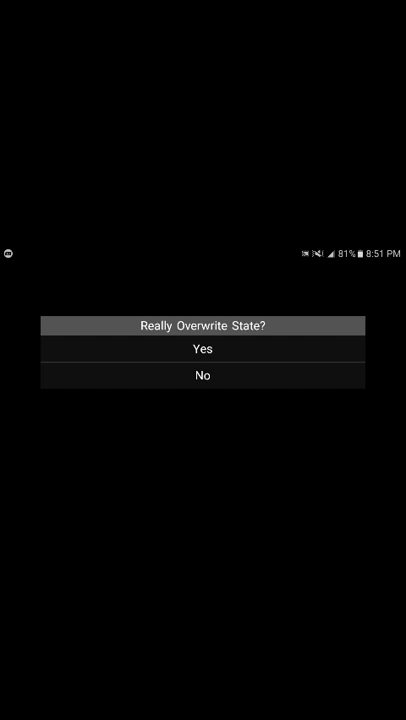 81% 8:51 PM
Really Overwrite State?
Yes
No